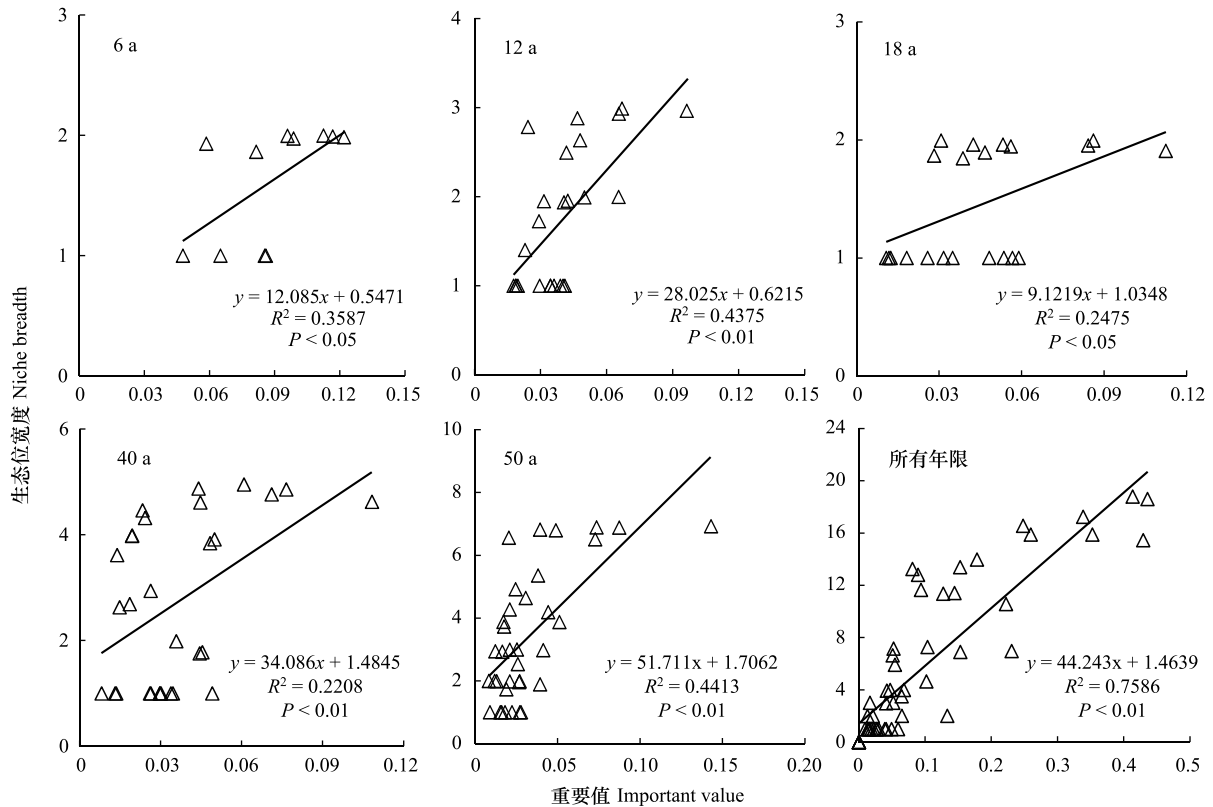 生态位宽度 Niche breadth
3
2
1
0
6 a
y = 12.085x + 0.5471
R² = 0.3587
P < 0.05
0 0.03 0.06 0.09 0.12 0.15
4
3
2
1
0
12 a
y = 28.025x + 0.6215
R² = 0.4375
P < 0.01
0 0.03 0.06 0.09 0.12 0.15
3
2
1
0
18 a
y = 9.1219x + 1.0348
R² = 0.2475
P < 0.05
0 0.03 0.06 0.09 0.12
6
4
2
0
40 a
y = 34.086x + 1.4845
R² = 0.2208
P < 0.01
0 0.03 0.06 0.09 0.12
10
8
6
4
2
0
50 a
y = 51.711x + 1.7062
R² = 0.4413
P < 0.01
0 0.05 0.10 0.15 0.20
24
20
16
12
8
4
0
所有年限
y = 44.243x + 1.4639
R² = 0.7586
P < 0.01
0 0.1 0.2 0.3 0.4 0.5
重要值 Important value